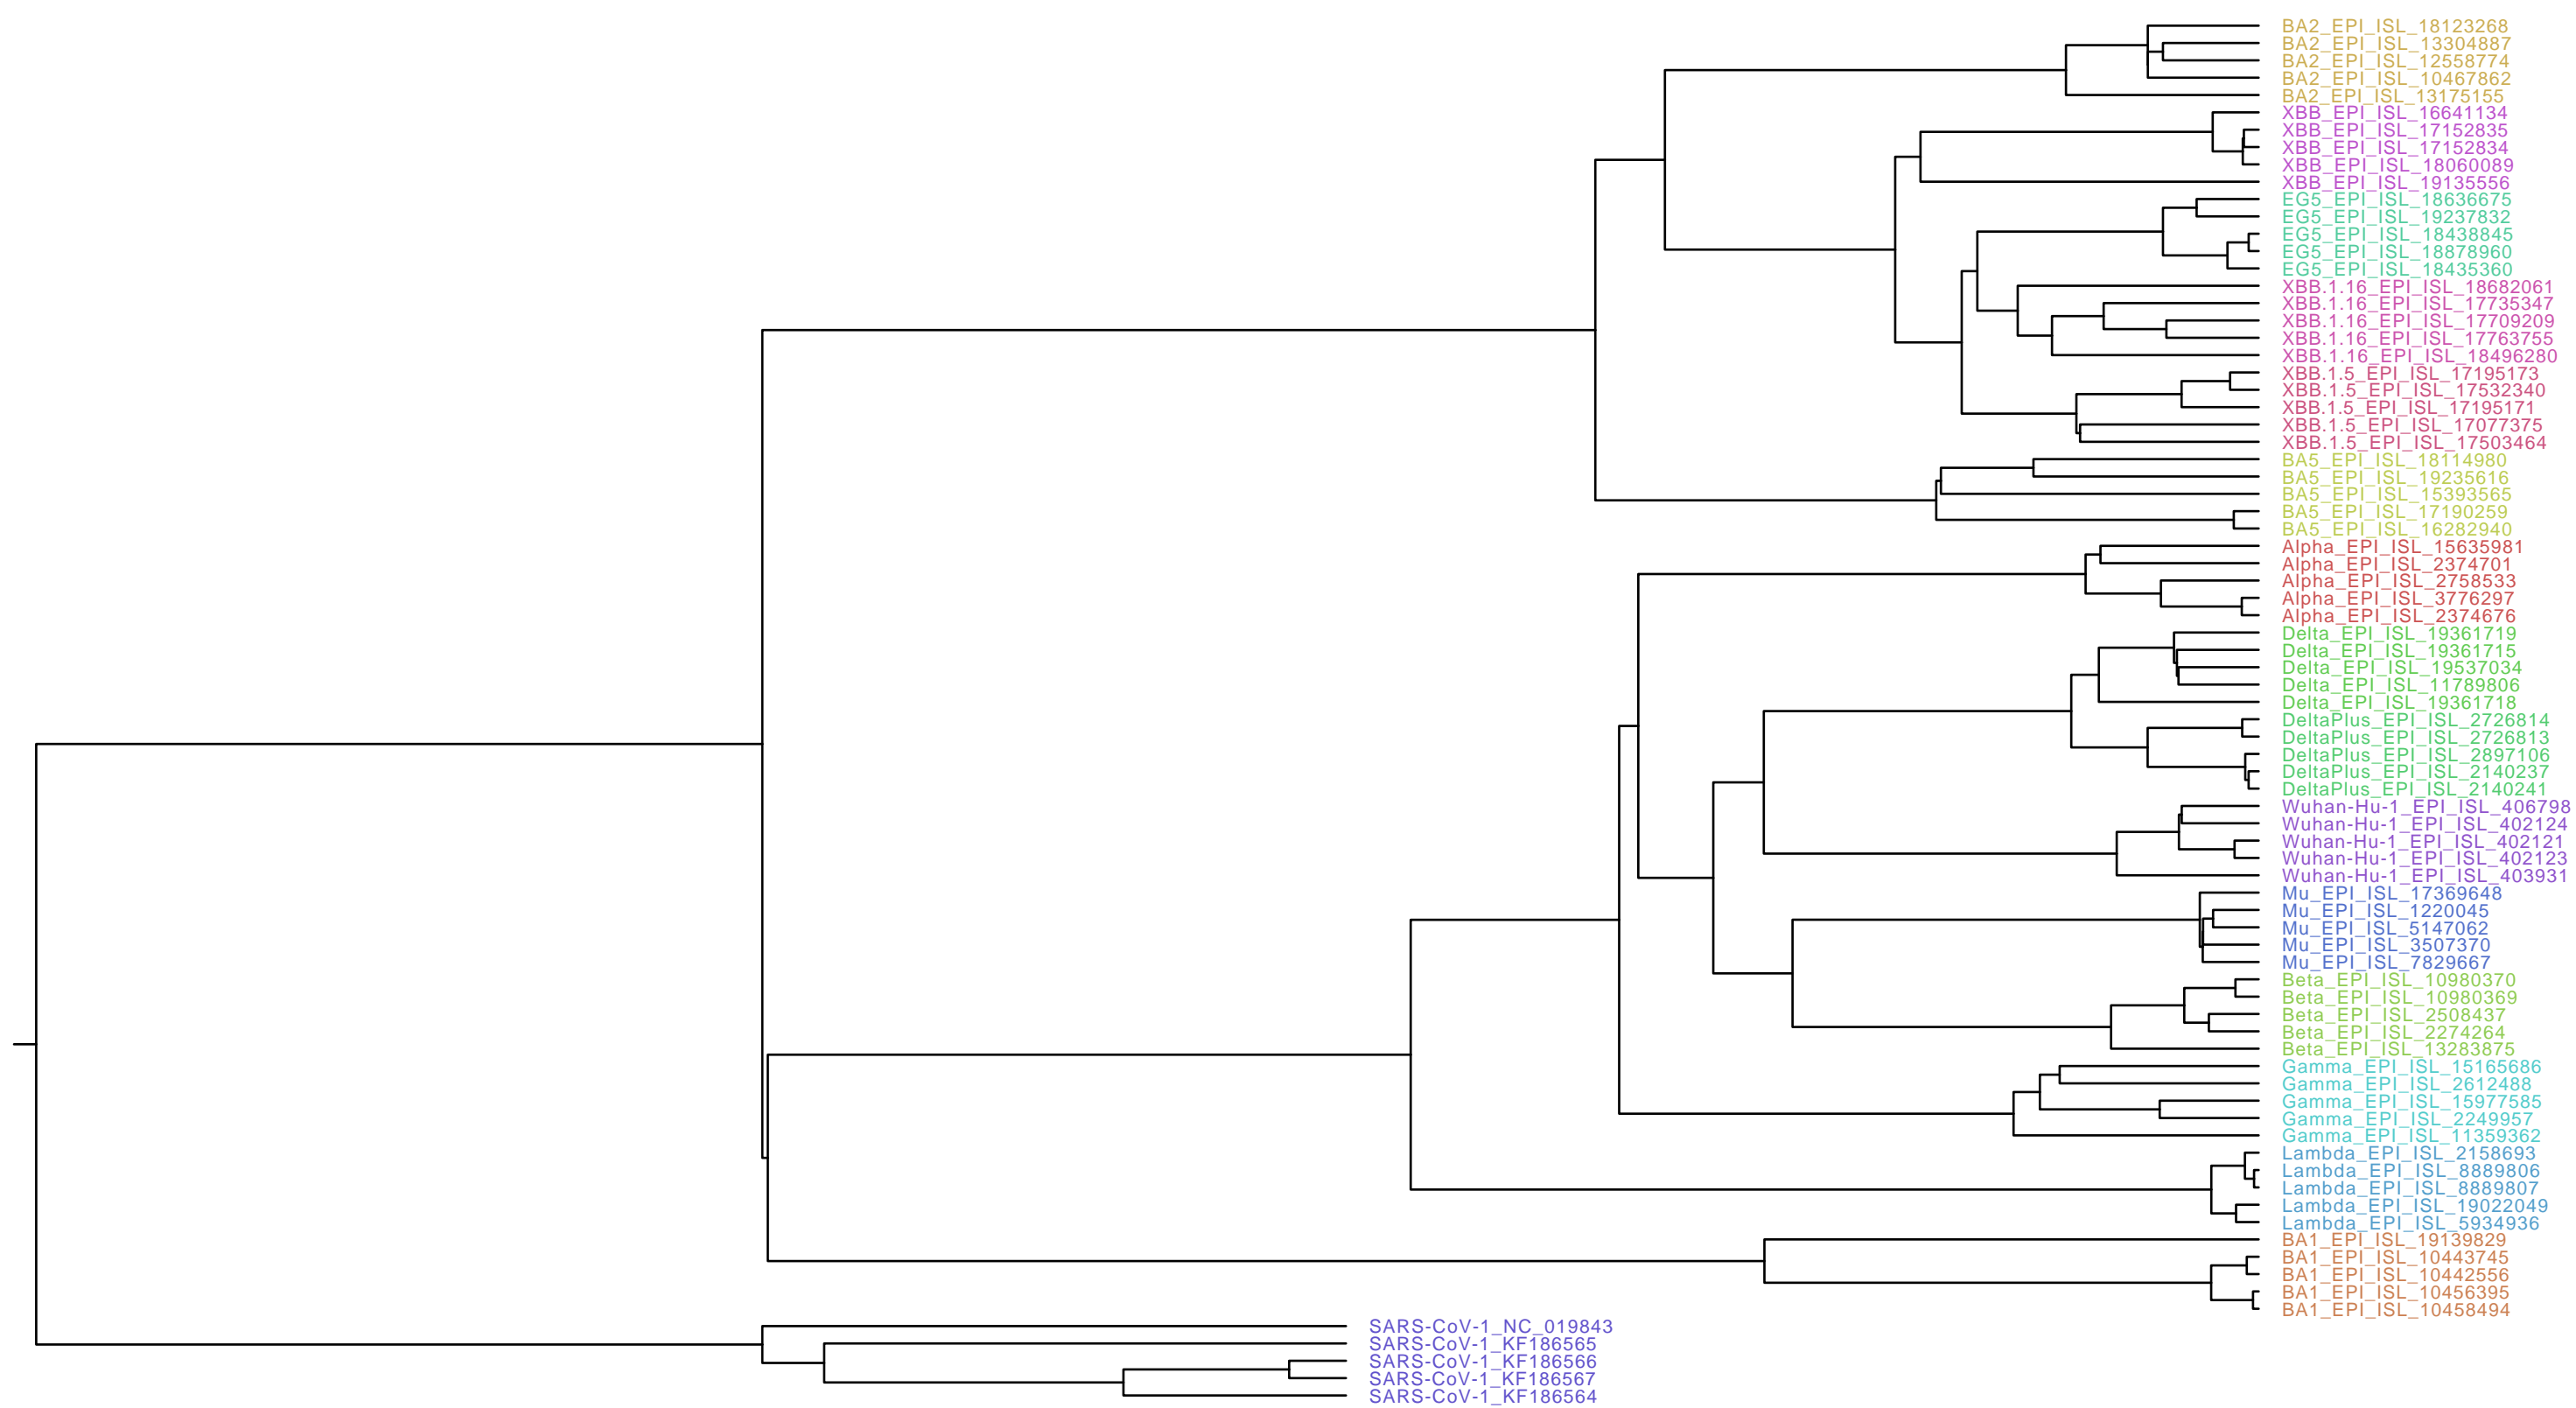 BA2_EPI_ISL_18123268
BA2_EPI_ISL_13304887
BA2_EPI_ISL_12558774
BA2_EPI_ISL_10467862
BA2_EPI_ISL_13175155
XBB_EPI_ISL_16641134
XBB_EPI_ISL_17152835
XBB_EPI_ISL_17152834
XBB_EPI_ISL_18060089
XBB_EPI_ISL_19135556
EG5_EPI_ISL_18636675
EG5_EPI_ISL_19237832
EG5_EPI_ISL_18438845
EG5_EPI_ISL_18878960
EG5_EPI_ISL_18435360
XBB.1.16_EPI_ISL_18682061
XBB.1.16_EPI_ISL_17735347
XBB.1.16_EPI_ISL_17709209
XBB.1.16_EPI_ISL_17763755
XBB.1.16_EPI_ISL_18496280
XBB.1.5_EPI_ISL_17195173
XBB.1.5_EPI_ISL_17532340
XBB.1.5_EPI_ISL_17195171
XBB.1.5_EPI_ISL_17077375
XBB.1.5_EPI_ISL_17503464
BA5_EPI_ISL_18114980
BA5_EPI_ISL_19235616
BA5_EPI_ISL_15393565
BA5_EPI_ISL_17190259
BA5_EPI_ISL_16282940
Alpha_EPI_ISL_15635981
Alpha_EPI_ISL_2374701
Alpha_EPI_ISL_2758533
Alpha_EPI_ISL_3776297
Alpha_EPI_ISL_2374676
Delta_EPI_ISL_19361719
Delta_EPI_ISL_19361715
Delta_EPI_ISL_19537034
Delta_EPI_ISL_11789806
Delta_EPI_ISL_19361718
DeltaPlus_EPI_ISL_2726814
DeltaPlus_EPI_ISL_2726813
DeltaPlus_EPI_ISL_2897106
DeltaPlus_EPI_ISL_2140237
DeltaPlus_EPI_ISL_2140241
Wuhan-Hu-1_EPI_ISL_406798
Wuhan-Hu-1_EPI_ISL_402124
Wuhan-Hu-1_EPI_ISL_402121
Wuhan-Hu-1_EPI_ISL_402123
Wuhan-Hu-1_EPI_ISL_403931
Mu_EPI_ISL_17369648
Mu_EPI_ISL_1220045
Mu_EPI_ISL_5147062
Mu_EPI_ISL_3507370
Mu_EPI_ISL_7829667
Beta_EPI_ISL_10980370
Beta_EPI_ISL_10980369
Beta_EPI_ISL_2508437
Beta_EPI_ISL_2274264
Beta_EPI_ISL_13283875
Gamma_EPI_ISL_15165686
Gamma_EPI_ISL_2612488
Gamma_EPI_ISL_15977585
Gamma_EPI_ISL_2249957
Gamma_EPI_ISL_11359362
Lambda_EPI_ISL_2158693
Lambda_EPI_ISL_8889806
Lambda_EPI_ISL_8889807
Lambda_EPI_ISL_19022049
Lambda_EPI_ISL_5934936
BA1_EPI_ISL_19139829
BA1_EPI_ISL_10443745
BA1_EPI_ISL_10442556
BA1_EPI_ISL_10456395
BA1_EPI_ISL_10458494
SARS-CoV-1_NC_019843
SARS-CoV-1_KF186565
SARS-CoV-1_KF186566
SARS-CoV-1_KF186567
SARS-CoV-1_KF186564